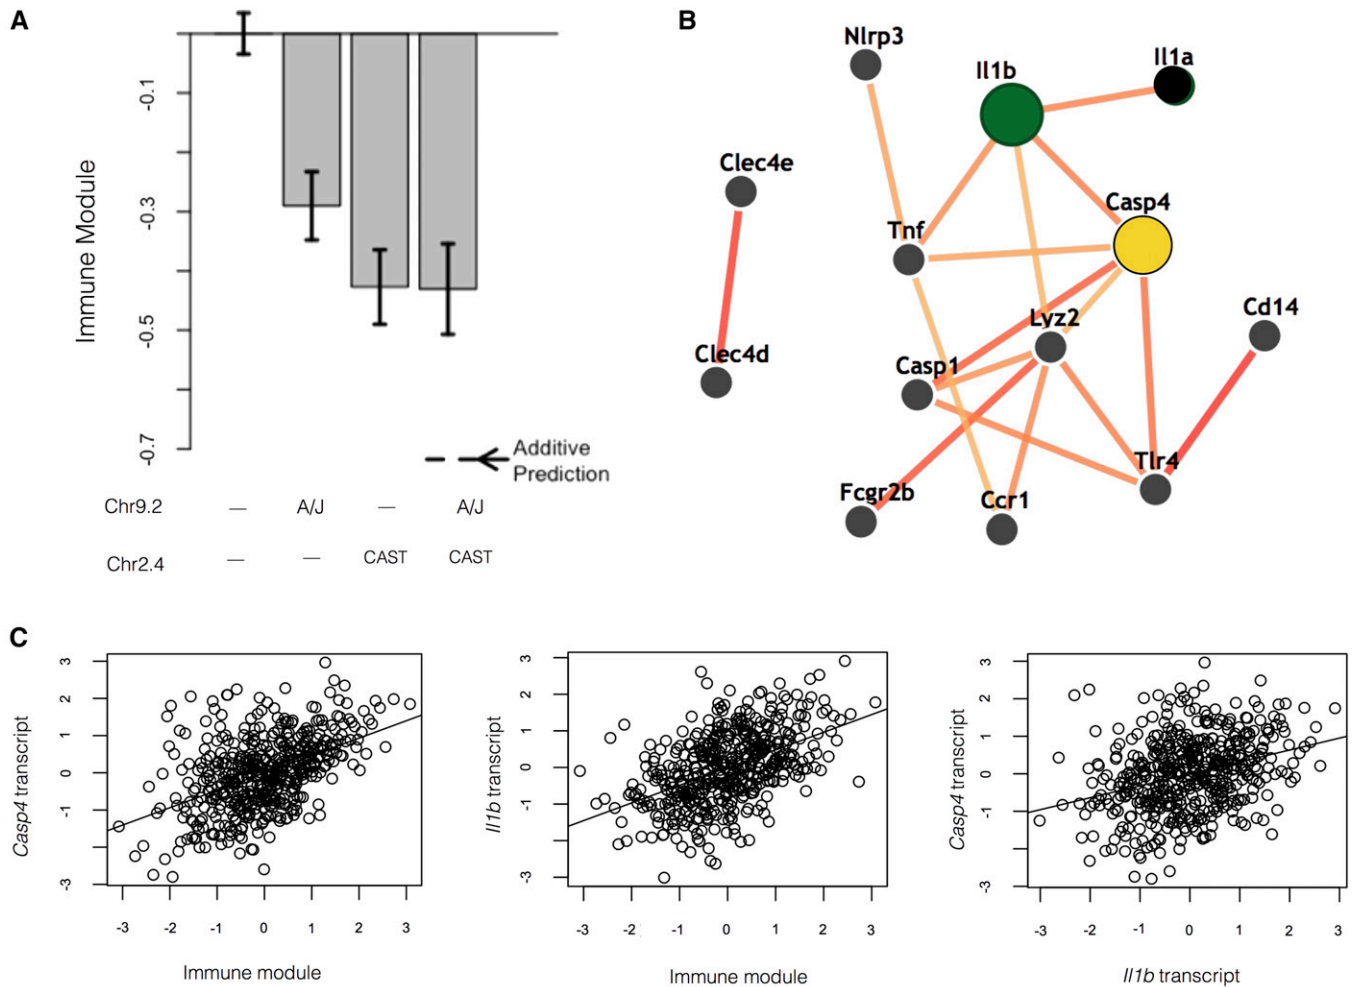 A
-0.1
-0.3
-0.5
-0.7
Immune Module
Additive
Prediction
Chr9.2 — A/J — A/J
Chr2.4 — — CAST CAST
B
Nlrp3
Il1b
Il1a
Clec4e
Casp4
Tnf
Cd14
Lyz2
Clec4d
Casp1
Tlr4
Fcgr2b
Ccr1
C
Casp4 transcript
3
2
1
0
-1
-3
-3 -2 -1 0 1 2 3
Immune module
Il1b transcript
3
2
1
0
-1
-3
-3 -2 -1 0 1 2 3
Immune module
Casp4 transcript
3
2
1
0
-1
-3
-3 -2 -1 0 1 2 3
Il1b transcript